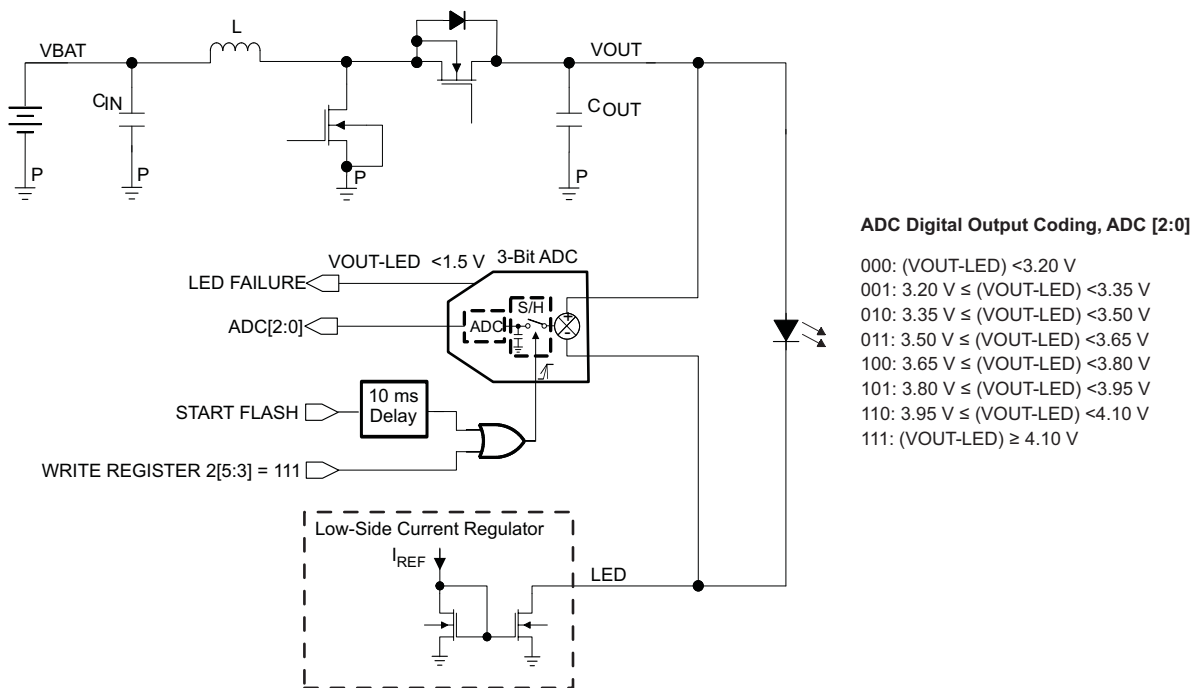 L
VBAT
VOUT
CIN
COUT
P
P
P
P
ADC Digital Output Coding, ADC [2:0]
000: (VOUT-LED) <3.20 V
001: 3.20 V ≤ (VOUT-LED) <3.35 V
010: 3.35 V ≤ (VOUT-LED) <3.50 V
011: 3.50 V ≤ (VOUT-LED) <3.65 V
100: 3.65 V ≤ (VOUT-LED) <3.80 V
101: 3.80 V ≤ (VOUT-LED) <3.95 V
110: 3.95 V ≤ (VOUT-LED) <4.10 V
111: (VOUT-LED) ≥ 4.10 V
VOUT-LED <1.5 V
3-Bit ADC
LED FAILURE
S/H
ADC[2:0]
ADC
START FLASH
10 ms
Delay
WRITE REGISTER 2[5:3] = 111
Low-Side Current Regulator
IREF
LED